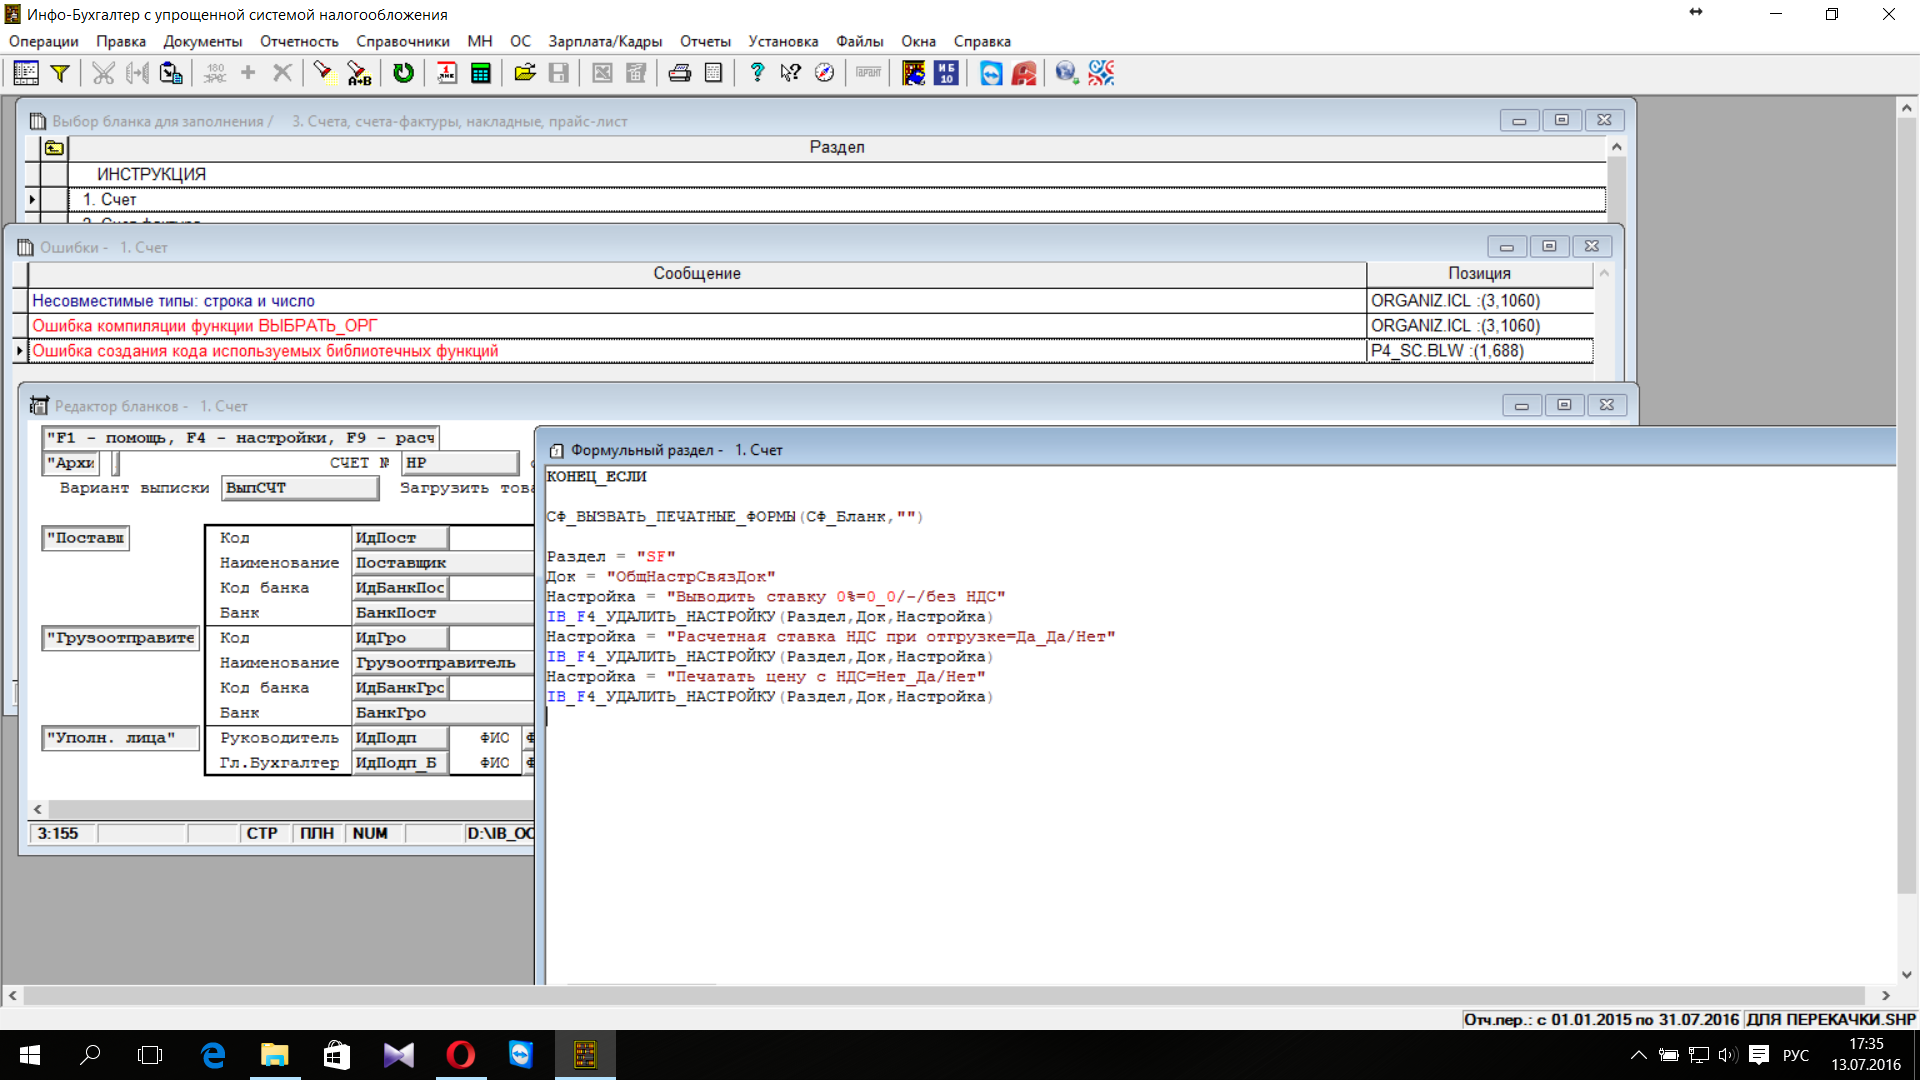 Инфо-Бухгалтер с упрощенной системой налогообложения
Операции Правка Документы Отчетность Справочники МН ОС Зарплата/Кадры Отчеты Установка Файлы Окна Справка
Выбор бланка для заполнения / 3. Счета, счета-фактуры, накладные, прайс-лист
Раздел
ИНСТРУКЦИЯ
1. Счет
Ошибки - 1. Счет
Сообщение Позиция
Несовместимые типы: строка и число ORGANIZ.ICL :(3,1060)
Ошибка компиляции функции ВЫБРАТЬ_ОРГ ORGANIZ.ICL :(3,1060)
Ошибка создания кода используемых библиотечных функций P4_SC.BLW :(1,688)
Редактор бланков - 1. Счет
"F1 - помощь, F4 - настройки, F9 - расч
"Архи СЧЕТ № НР
Вариант выписки ВыпСЧТ Загрузить това
"Поставщ Код ИдПост
Наименование Поставщик
Код банка ИдБанкПос
Банк БанкПост
"Грузоотправите Код ИдГро
Наименование Грузоотправитель
Код банка ИдБанкГрс
Банк БанкГро
"Уполн. лица" Руководитель ИдПодп ФИО
Гл.Бухгалтер ИдПодп_Б ФИО
3:155 СТР ПЛН NUM D:\IB_OC
Формульный раздел - 1. Счет
КОНЕЦ_ЕСЛИ
СФ_ВЫЗВАТЬ_ПЕЧАТНЫЕ_ФОРМЫ(СФ_Бланк,"")
Раздел = "SF"
Док = "ОбщНастрСвязДок"
Настройка = "Выводить ставку 0%=0_0/-/без НДС"
IB_F4_УДАЛИТЬ_НАСТРОЙКУ(Раздел,Док,Настройка)
Настройка = "Расчетная ставка НДС при отгрузке=Да_Да/Нет"
IB_F4_УДАЛИТЬ_НАСТРОЙКУ(Раздел,Док,Настройка)
Настройка = "Печатать цену с НДС=Нет_Да/Нет"
IB_F4_УДАЛИТЬ_НАСТРОЙКУ(Раздел,Док,Настройка)
Отч.пер.: с 01.01.2015 по 31.07.2016 ДЛЯ ПЕРЕКАЧКИ.SHP
РУС 17:35
13.07.2016